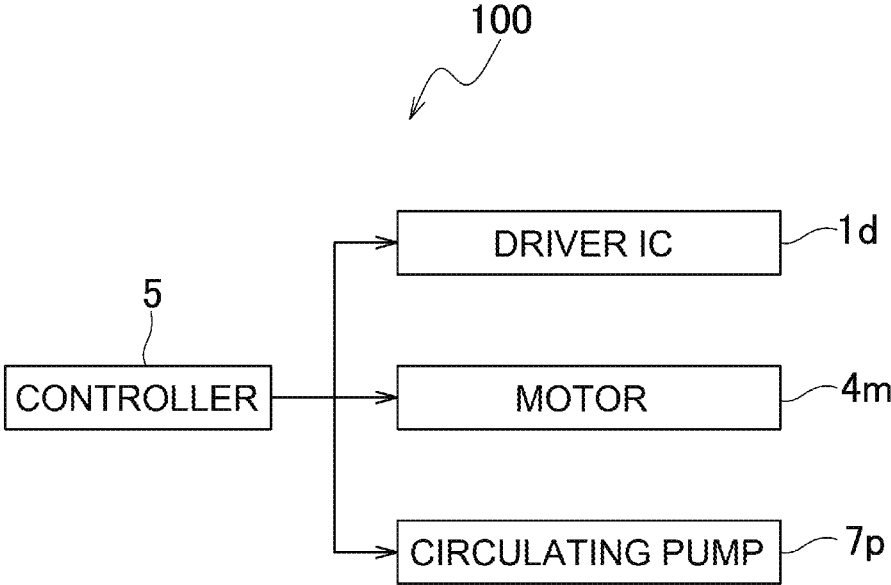 100
DRIVER IC
1d
5
CONTROLLER
MOTOR
4m
CIRCULATING PUMP
7p